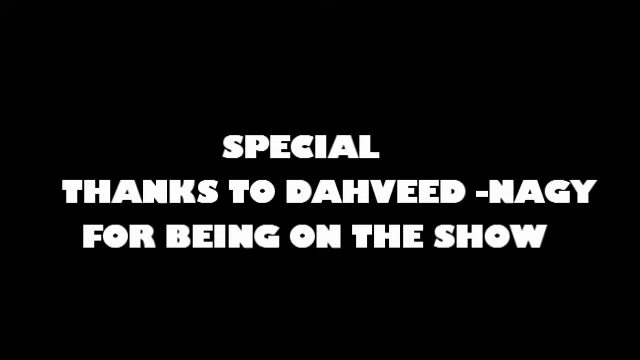 SPECIAL
THANKS TO DAHVEED -NAGY
FOR BEING ON THE SHOW